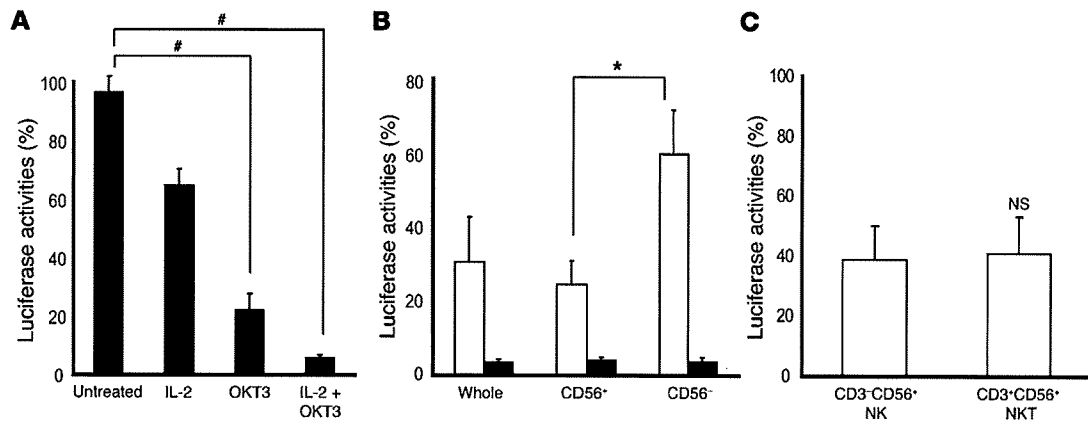 A
#
#
Luciferase activities (%)
100
80
60
40
20
0
Untreated
IL-2
OKT3
IL-2 +
OKT3
B
*
Luciferase activities (%)
80
60
40
20
0
Whole
CD56⁺
CD56⁻
C
Luciferase activities (%)
100
80
60
40
20
0
NS
CD3⁻CD56⁺
NK
CD3⁺CD56⁺
NKT